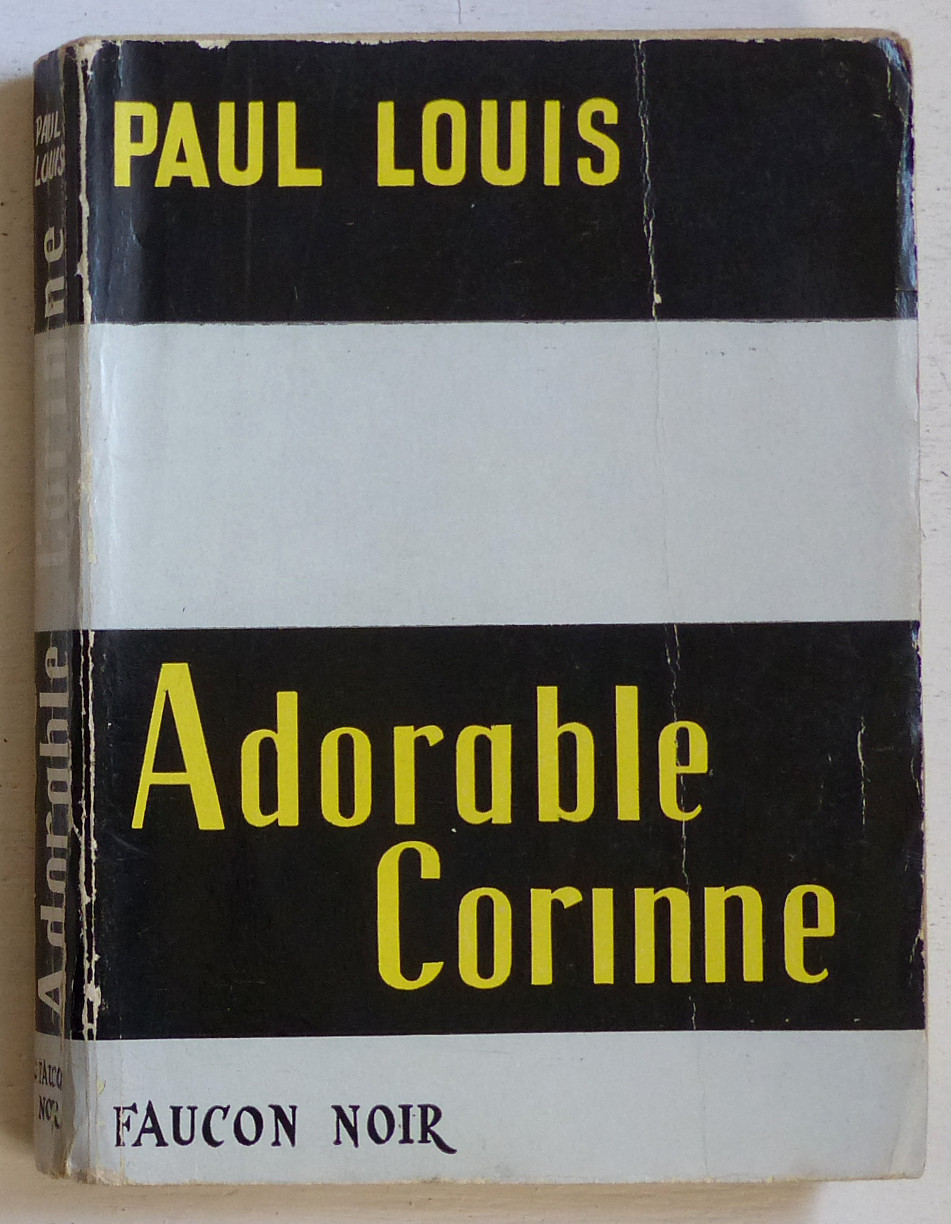 PAUL LOUIS
Adorable
Corinne
FAUCON NOIR
PAUL
LOUIS
Adorable Corinne
FAUCON
NOIR